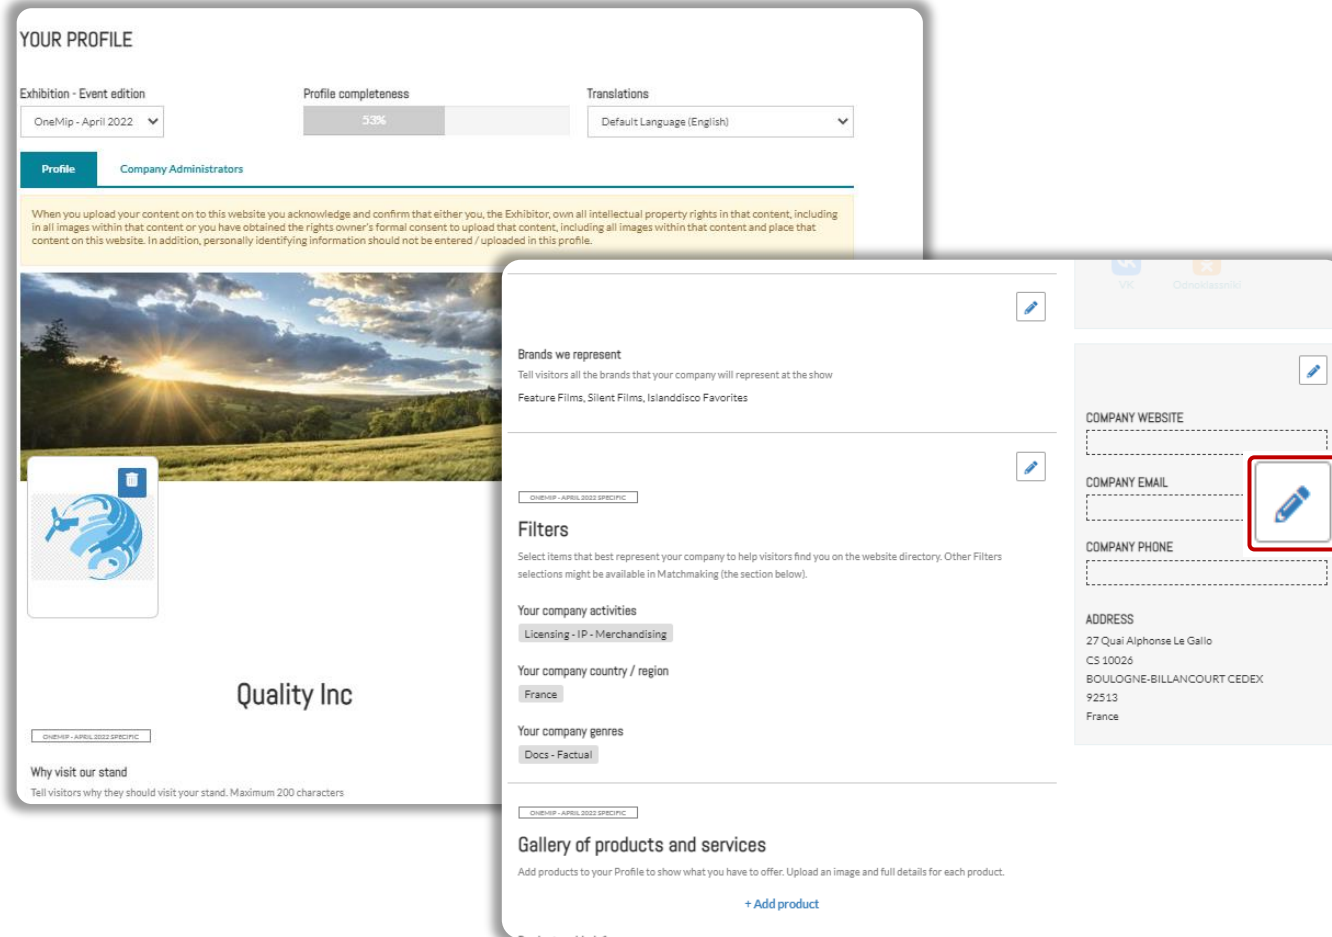 YOUR PROFILE
Exhibition - Event edition
Profile completeness
Translations
OneMip - April 2022
53%
Default Language (English)
Profile
Company Administrators
When you upload your content on to this website you acknowledge and confirm that either you, the Exhibitor, own all intellectual property rights in that content, including
in all images within that content or you have obtained the rights owner's formal consent to upload that content, including all images within that content and place that
content on this website. In addition, personally identifying information should not be entered / uploaded in this profile.
Quality Inc
ONEMIP - APRIL 2022 SPECIFIC
Why visit our stand
Tell visitors why they should visit your stand. Maximum 200 characters
Brands we represent
Tell visitors all the brands that your company will represent at the show
Feature Films, Silent Films, Islanddisco Favorites
ONEMIP - APRIL 2022 SPECIFIC
Filters
Select items that best represent your company to help visitors find you on the website directory. Other Filters
selections might be available in Matchmaking (the section below).
Your company activities
Licensing - IP - Merchandising
Your company country / region
France
Your company genres
Docs - Factual
ONEMIP - APRIL 2022 SPECIFIC
Gallery of products and services
Add products to your Profile to show what you have to offer. Upload an image and full details for each product.
+ Add product
VK
Odnoklassniki
COMPANY WEBSITE
COMPANY EMAIL
COMPANY PHONE
ADDRESS
27 Quai Alphonse Le Gallo
CS 10026
BOULOGNE-BILLANCOURT CEDEX
92513
France